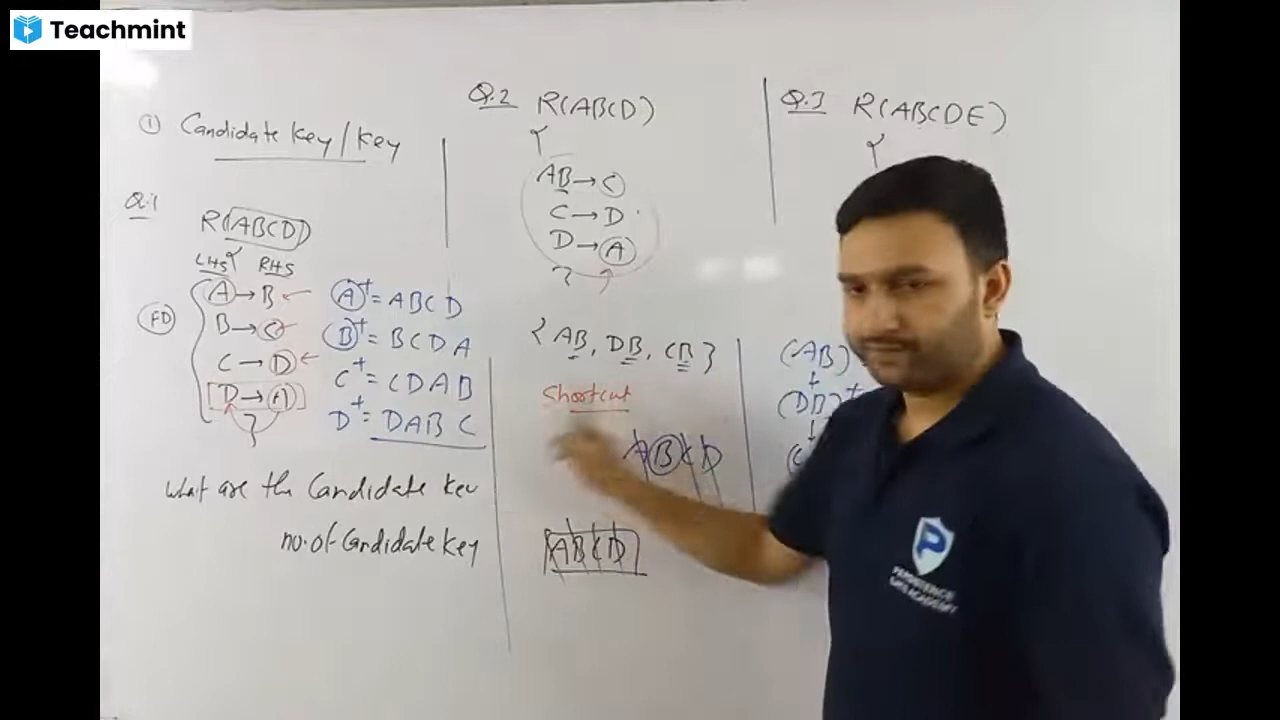 Teachmint
① Candidate Key / Key
Q.1
R(ABCD)
{
LHS RHS
FD
A → B
B → C
C → D
[D → A]
}
A⁺ = ABCD
B⁺ = BCDA
C⁺ = CDAB
D⁺ = DABC
What are the Candidate Key
no. of Candidate Key
Q.2 R(ABCD)
{
AB → C
C → D
D → A
}
{AB, DB, CB}
Shortcut
ABCD
ABCD
Q.3 R(ABCDE)
{
(AB)
(DB)⁺
(C
P